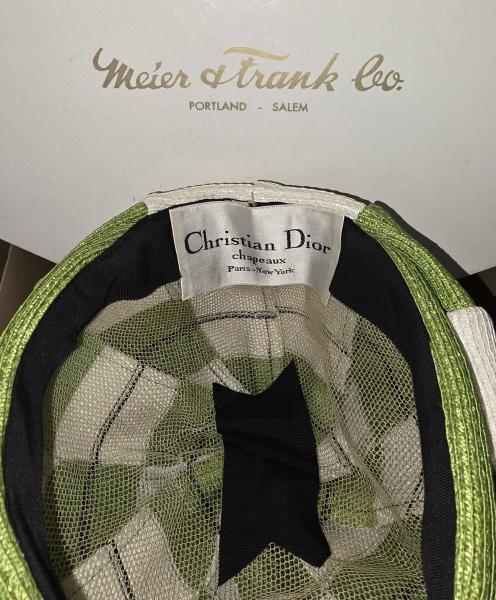 Meier & Frank Co.
PORTLAND - SALEM
Christian Dior
chapeaux
Paris-New York